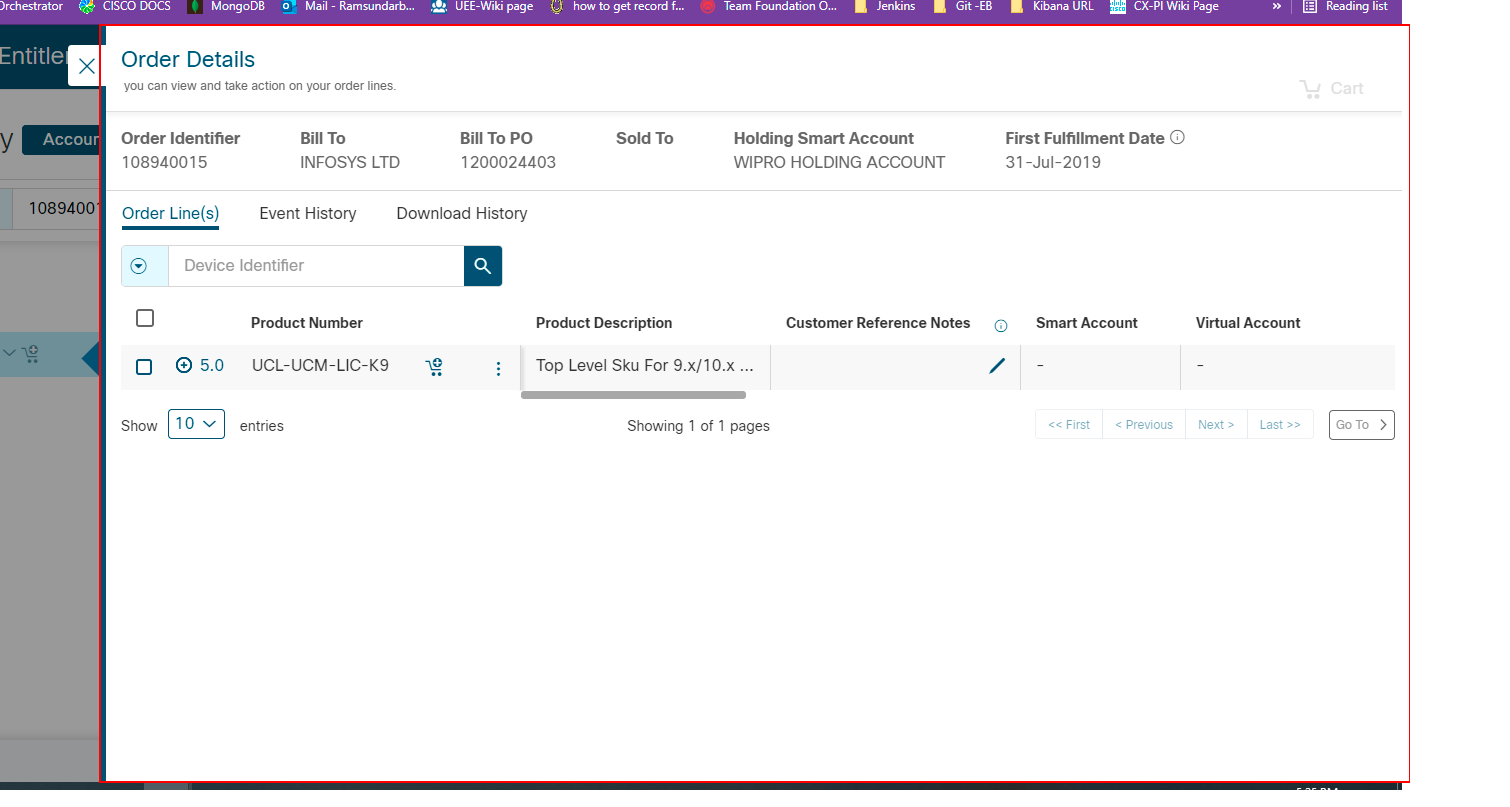 Orchestrator CISCO DOCS MongoDB Mail - Ramsundarb... UEE-Wiki page how to get record f... Team Foundation O... Jenkins Git -EB Kibana URL CX-PI Wiki Page » Reading list
Order Details
you can view and take action on your order lines.
Cart
Order Identifier Bill To Bill To PO Sold To Holding Smart Account First Fulfillment Date
108940015 INFOSYS LTD 1200024403 WIPRO HOLDING ACCOUNT 31-Jul-2019
y Accoun
10894001
Order Line(s) Event History Download History
Device Identifier
Product Number Product Description Customer Reference Notes Smart Account Virtual Account
5.0 UCL-UCM-LIC-K9 Top Level Sku For 9.x/10.x ... - -
Show 10 entries Showing 1 of 1 pages << First < Previous Next > Last >> Go To >